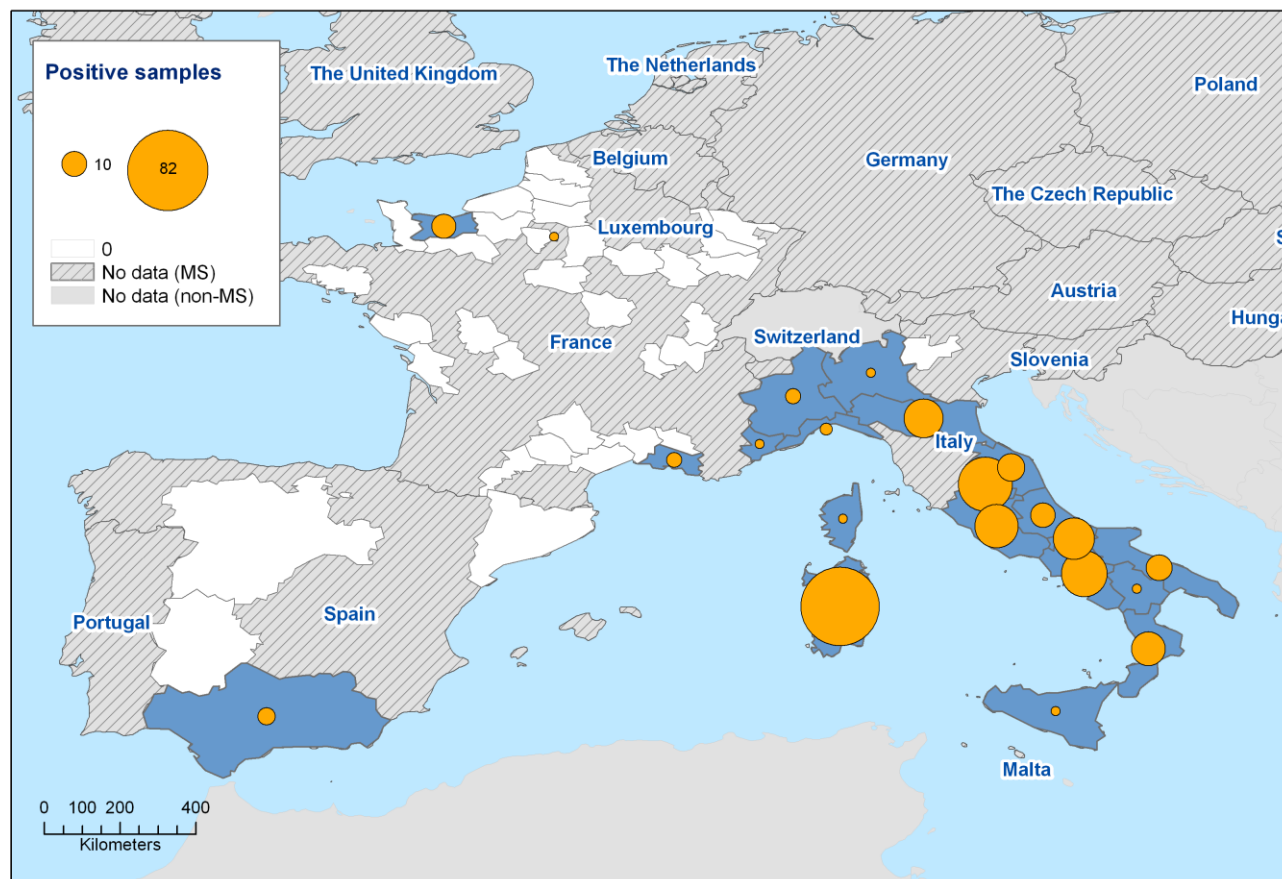 Positive samples
10
82
0
No data (MS)
No data (non-MS)
The United Kingdom
The Netherlands
Poland
Belgium
Germany
The Czech Republic
Luxembourg
S
Austria
Hunga
Switzerland
France
Slovenia
Italy
Portugal
Spain
Malta
0 100 200 400
Kilometers